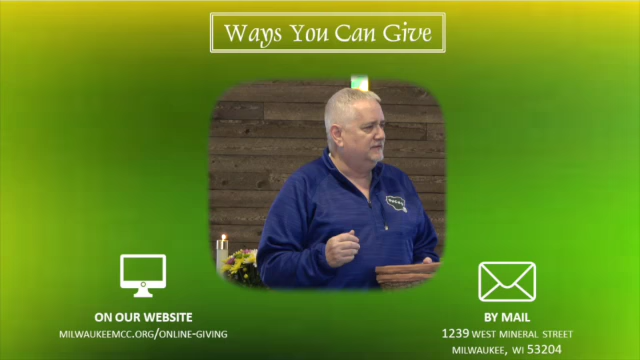 Ways You Can Give
ON OUR WEBSITE
MILWAUKEEMCC.ORG/ONLINE-GIVING
BY MAIL
1239 WEST MINERAL STREET
MILWAUKEE, WI 53204